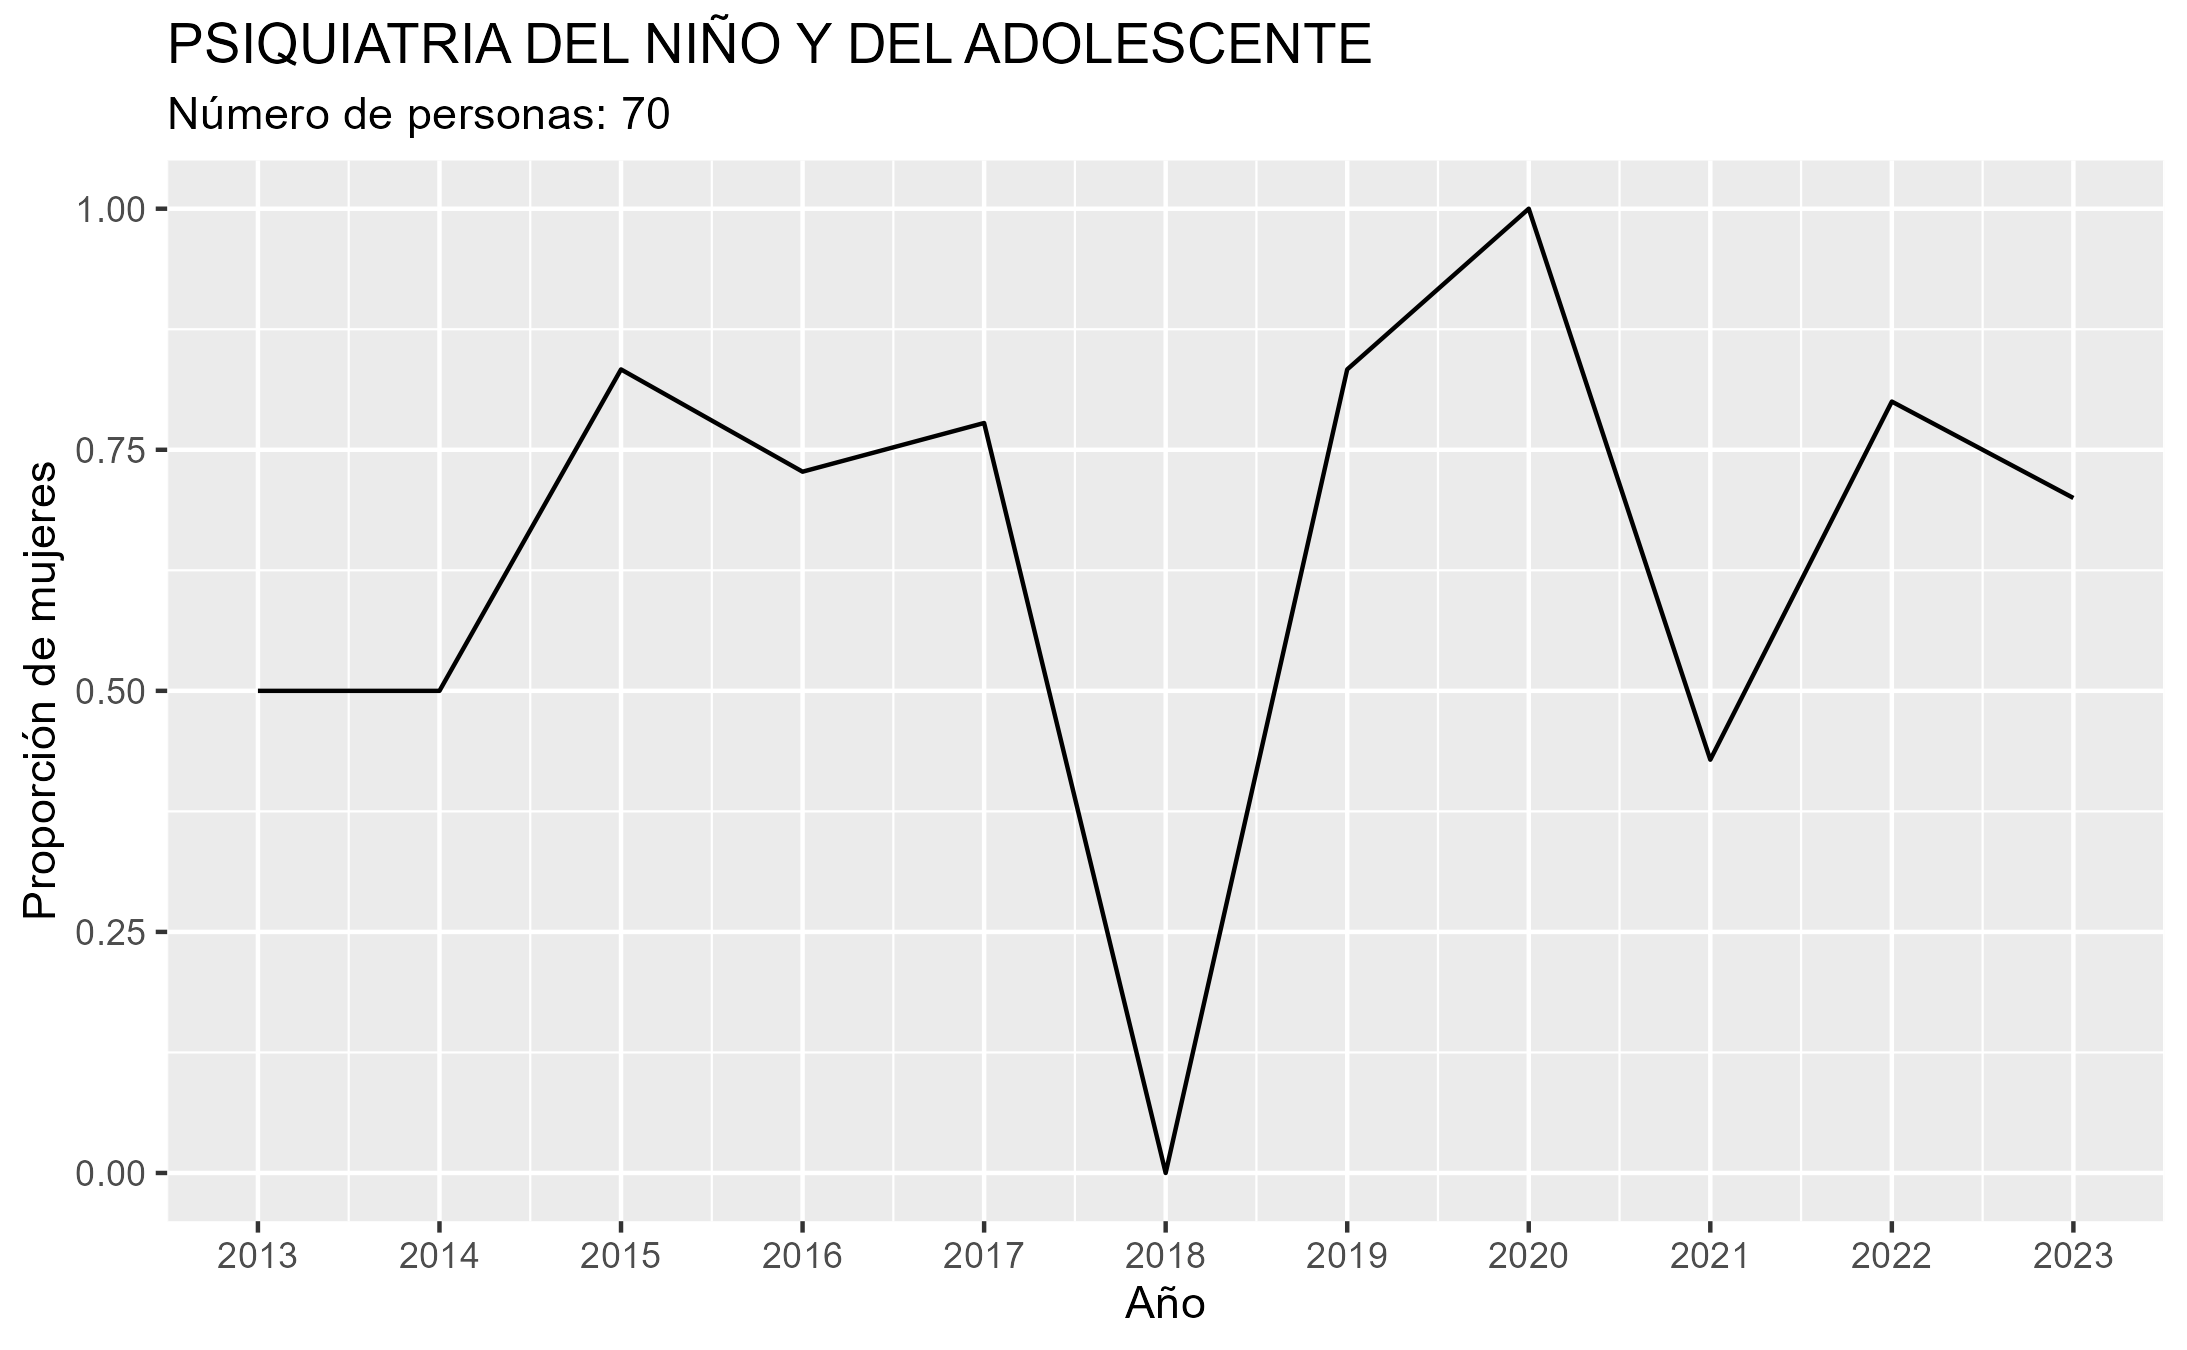 PSIQUIATRIA DEL NIÑO Y DEL ADOLESCENTE
Número de personas: 70
Proporción de mujeres
1.00
0.75
0.50
0.25
0.00
2013 2014 2015 2016 2017 2018 2019 2020 2021 2022 2023
Año